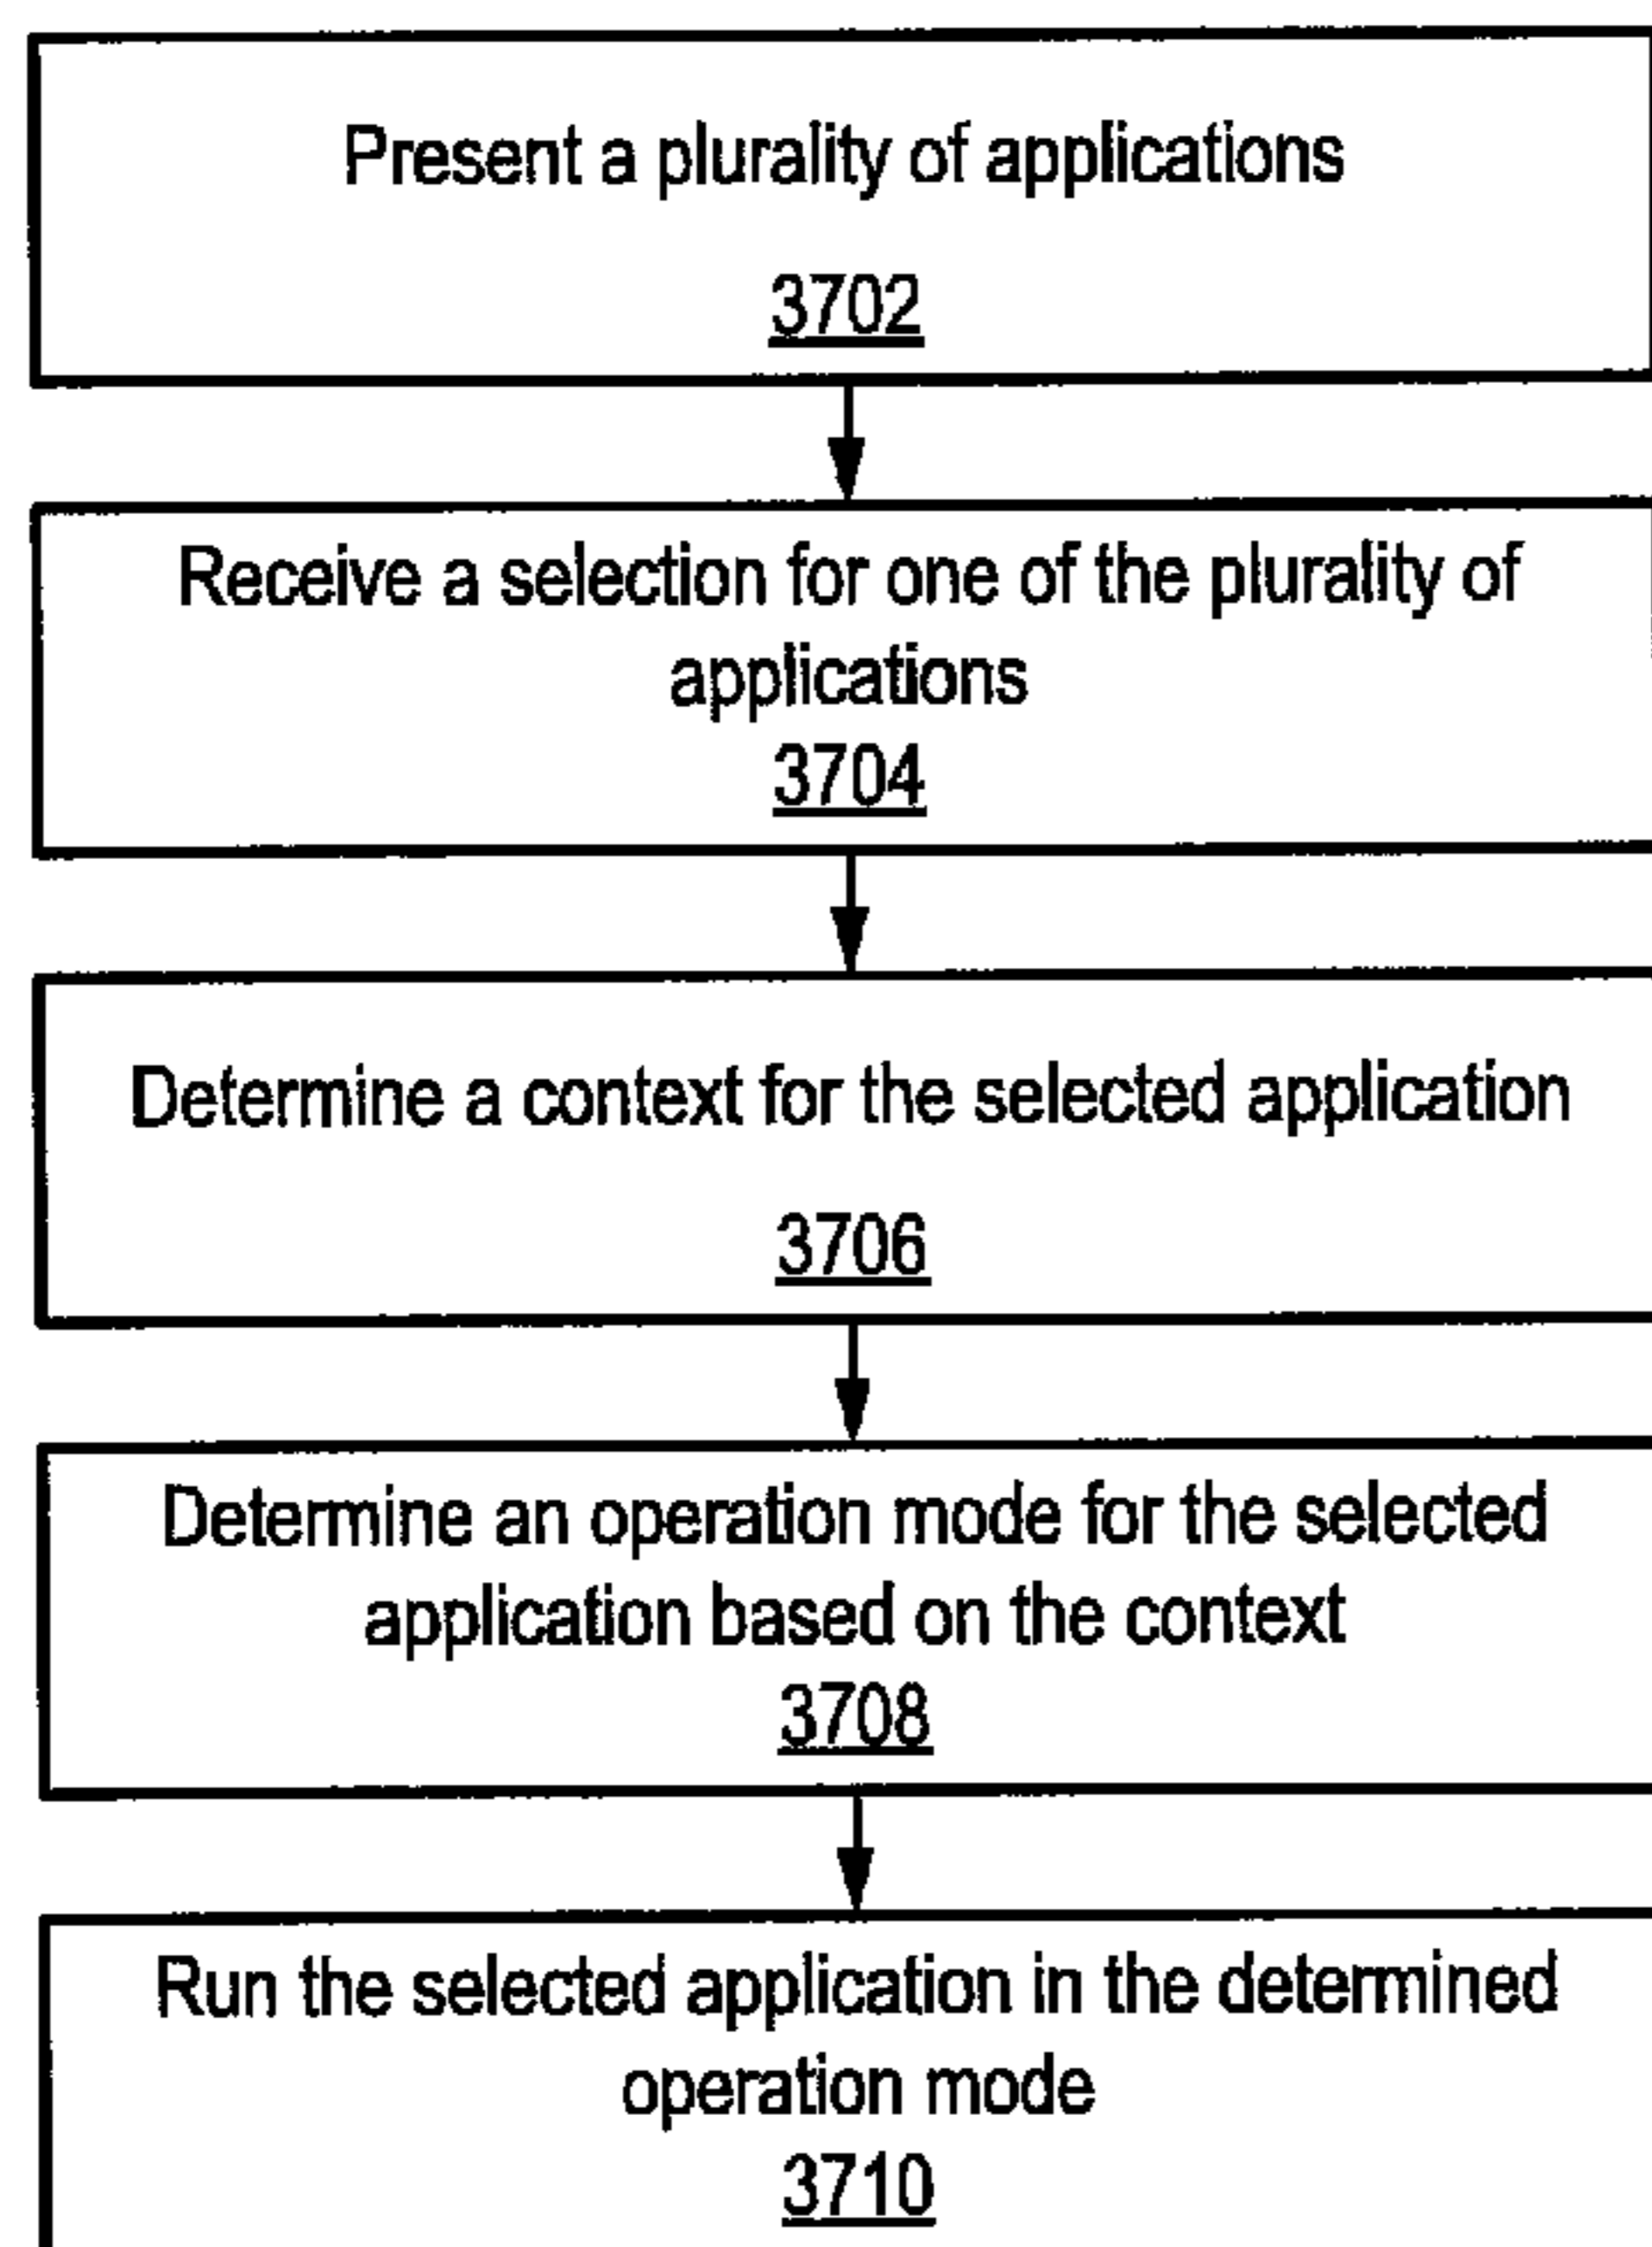 Present a plurality of applications
3702
Receive a selection for one of the plurality of
applications
3704
Determine a context for the selected application
3706
Determine an operation mode for the selected
application based on the context
3708
Run the selected application in the determined
operation mode
3710